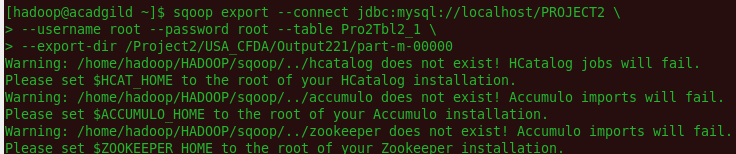 [hadoop@acadgild ~]$ sqoop export --connect jdbc:mysql://localhost/PROJECT2 \
> --username root --password root --table Pro2Tbl2_1 \
> --export-dir /Project2/USA_CFDA/Output221/part-m-00000
Warning: /home/hadoop/HADOOP/sqoop/../hcatalog does not exist! HCatalog jobs will fail.
Please set $HCAT_HOME to the root of your HCatalog installation.
Warning: /home/hadoop/HADOOP/sqoop/../accumulo does not exist! Accumulo imports will fail.
Please set $ACCUMULO_HOME to the root of your Accumulo installation.
Warning: /home/hadoop/HADOOP/sqoop/../zookeeper does not exist! Accumulo imports will fail.
Please set $ZOOKEEPER_HOME to the root of your Zookeeper installation.